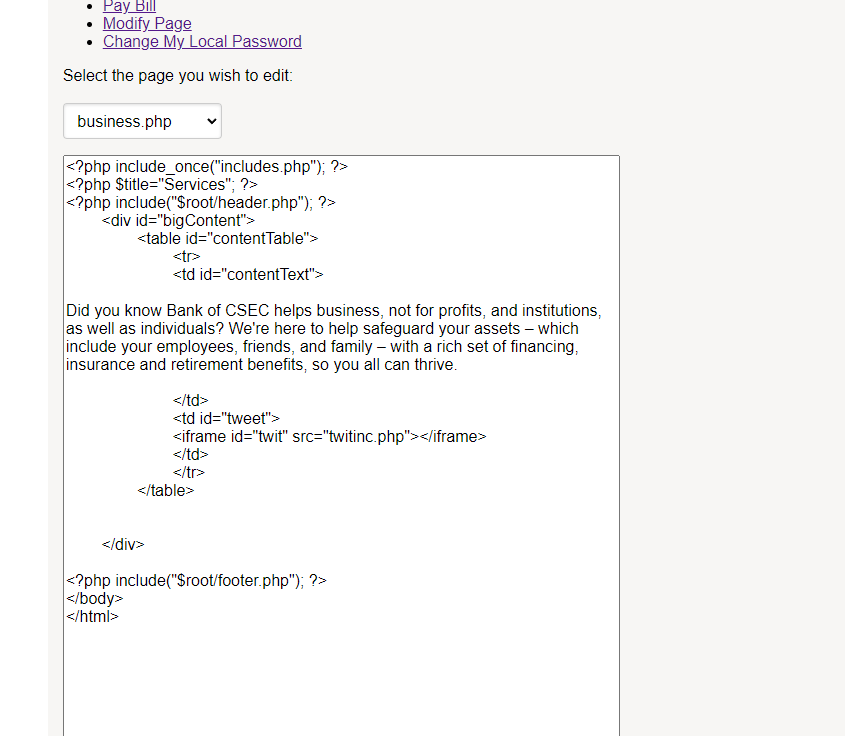 Pay Bill
Modify Page
Change My Local Password
Select the page you wish to edit:
business.php
<?php include_once("includes.php"); ?>
<?php $title="Services"; ?>
<?php include("$root/header.php"); ?>
<div id="bigContent">
<table id="contentTable">
<tr>
<td id="contentText">
Did you know Bank of CSEC helps business, not for profits, and institutions,
as well as individuals? We're here to help safeguard your assets – which
include your employees, friends, and family – with a rich set of financing,
insurance and retirement benefits, so you all can thrive.
</td>
<td id="tweet">
<iframe id="twit" src="twitinc.php"></iframe>
</td>
</tr>
</table>
</div>
<?php include("$root/footer.php"); ?>
</body>
</html>